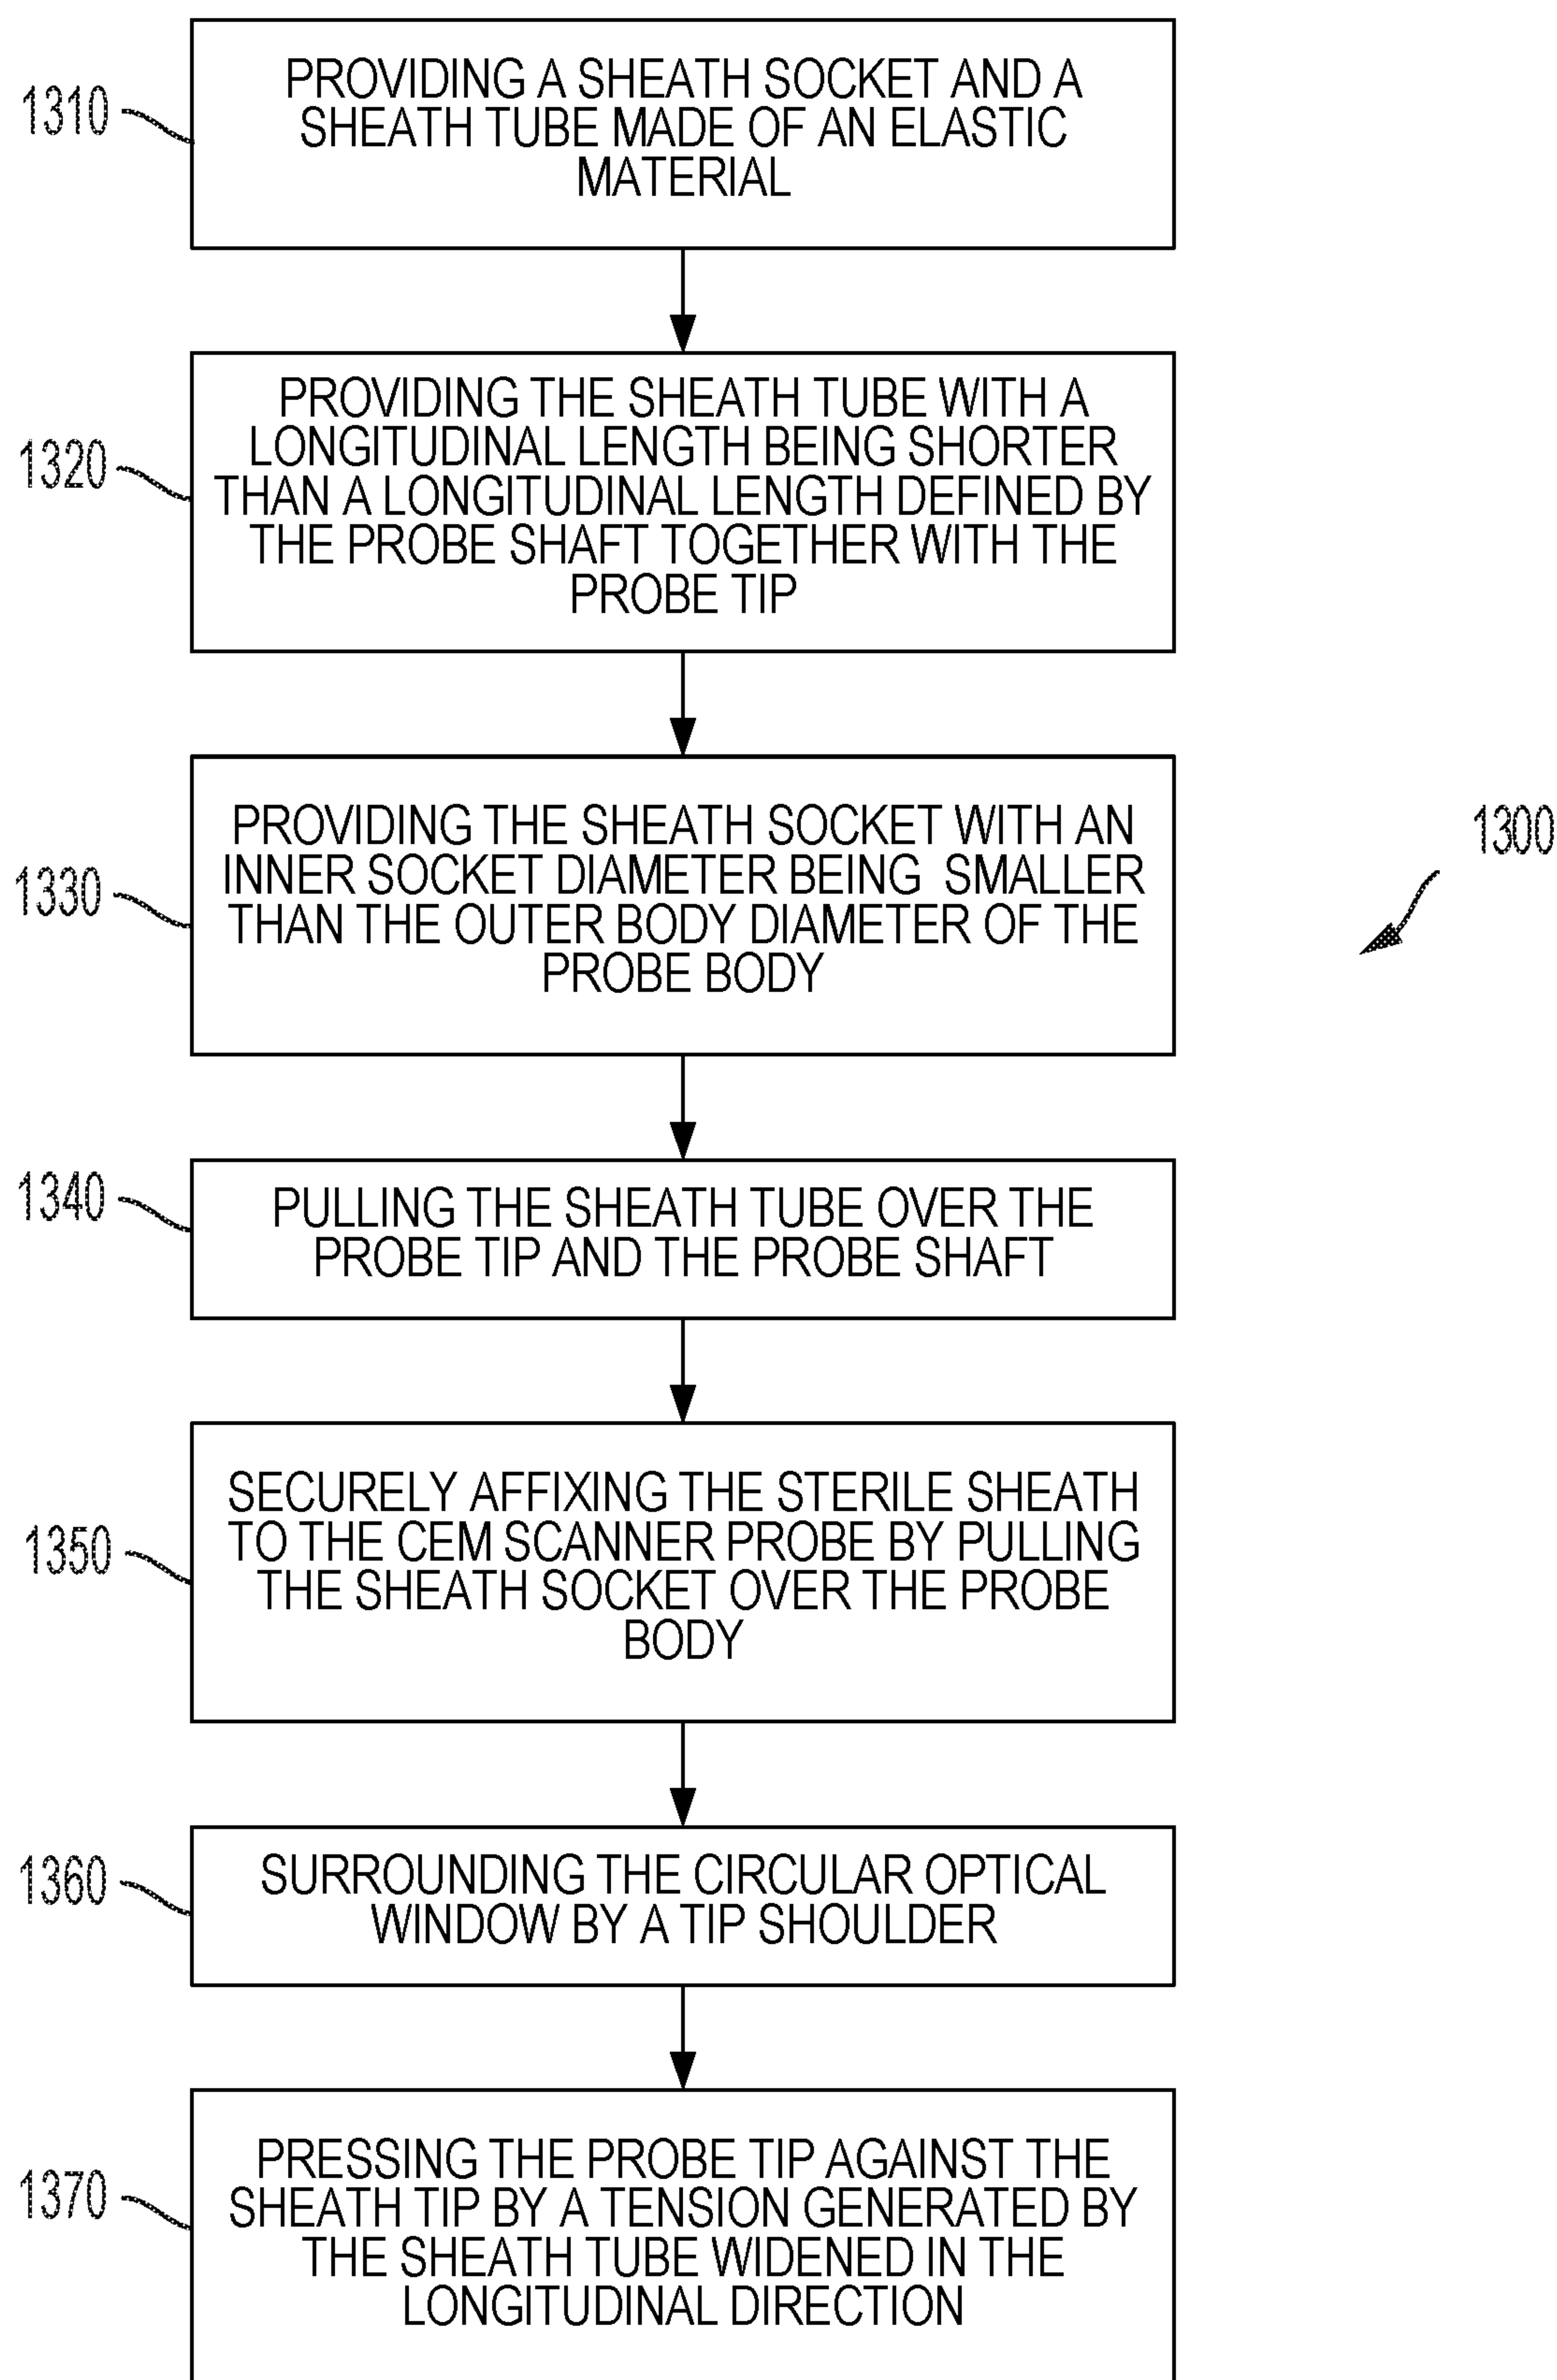 1310
PROVIDING A SHEATH SOCKET AND A
SHEATH TUBE MADE OF AN ELASTIC
MATERIAL
1320
PROVIDING THE SHEATH TUBE WITH A
LONGITUDINAL LENGTH BEING SHORTER
THAN A LONGITUDINAL LENGTH DEFINED BY
THE PROBE SHAFT TOGETHER WITH THE
PROBE TIP
1330
PROVIDING THE SHEATH SOCKET WITH AN
INNER SOCKET DIAMETER BEING SMALLER
THAN THE OUTER BODY DIAMETER OF THE
PROBE BODY
1300
1340
PULLING THE SHEATH TUBE OVER THE
PROBE TIP AND THE PROBE SHAFT
1350
SECURELY AFFIXING THE STERILE SHEATH
TO THE CEM SCANNER PROBE BY PULLING
THE SHEATH SOCKET OVER THE PROBE
BODY
1360
SURROUNDING THE CIRCULAR OPTICAL
WINDOW BY A TIP SHOULDER
1370
PRESSING THE PROBE TIP AGAINST THE
SHEATH TIP BY A TENSION GENERATED BY
THE SHEATH TUBE WIDENED IN THE
LONGITUDINAL DIRECTION